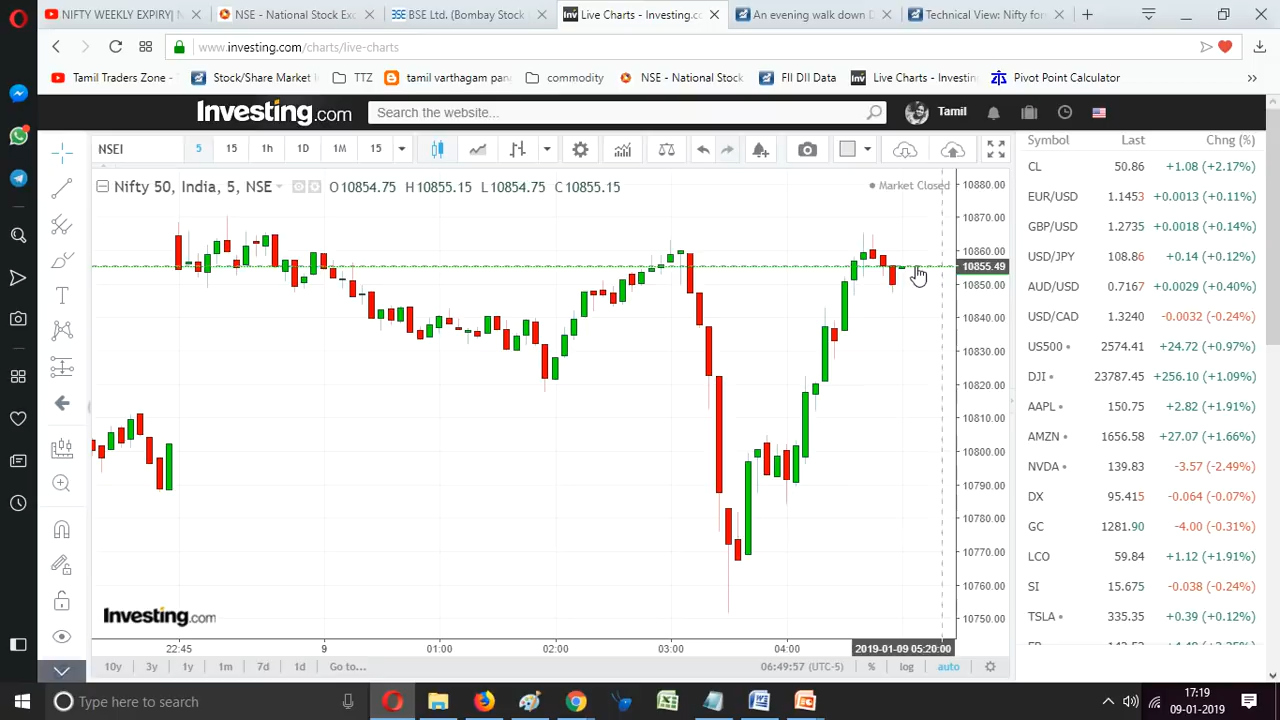 NIFTY WEEKLY EXPIRY| N
NSE - National Stock Exc
BSE Ltd. (Bombay Stock
Live Charts - Investing.co
An evening walk down D
Technical View: Nifty for
www.investing.com/charts/live-charts
Tamil Traders Zone -
Stock/Share Market I
TTZ
tamil varthagam pan
commodity
NSE - National Stock
FII DII Data
Live Charts - Investin
Pivot Point Calculator
Investing.com
Search the website...
Tamil
NSEI
5
15
1h
1D
1M
15
Symbol Last Chng (%)
Nifty 50, India, 5, NSE
O10854.75 H10855.15 L10854.75 C10855.15
Market Closed
10880.00
10870.00
10860.00
10855.49
10850.00
10840.00
10830.00
10820.00
10810.00
10800.00
10790.00
10780.00
10770.00
10760.00
10750.00
CL 50.86 +1.08 (+2.17%)
EUR/USD 1.1453 +0.0013 (+0.11%)
GBP/USD 1.2735 +0.0018 (+0.14%)
USD/JPY 108.86 +0.14 (+0.12%)
AUD/USD 0.7167 +0.0029 (+0.40%)
USD/CAD 1.3240 -0.0032 (-0.24%)
US500 2574.41 +24.72 (+0.97%)
DJI 23787.45 +256.10 (+1.09%)
AAPL 150.75 +2.82 (+1.91%)
AMZN 1656.58 +27.07 (+1.66%)
NVDA 139.83 -3.57 (-2.49%)
DX 95.415 -0.064 (-0.07%)
GC 1281.90 -4.00 (-0.31%)
LCO 59.84 +1.12 (+1.91%)
SI 15.675 -0.038 (-0.24%)
TSLA 335.35 +0.39 (+0.12%)
Investing.com
22:45 9 01:00 02:00 03:00 04:00 2019-01-09 05:20:00
10y 3y 1y 1m 7d 1d Go to...
06:49:57 (UTC-5) % log auto
Type here to search
17:19
09-01-2019